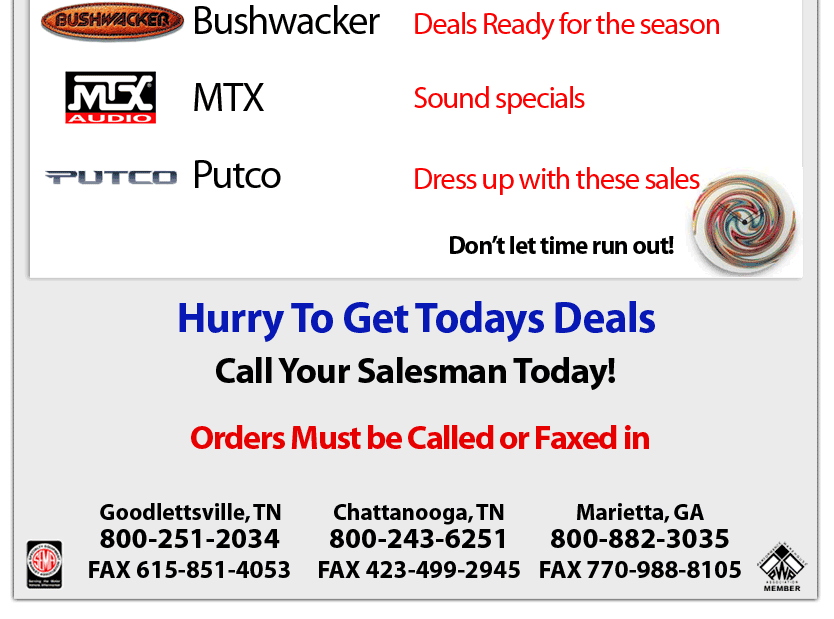 BUSHWACKER Bushwacker Deals Ready for the season
MTX AUDIO MTX Sound specials
PUTCO Putco Dress up with these sales
Don't let time run out!
Hurry To Get Todays Deals
Call Your Salesman Today!
Orders Must be Called or Faxed in
Goodlettsville, TN Chattanooga, TN Marietta, GA
800-251-2034 800-243-6251 800-882-3035
FAX 615-851-4053 FAX 423-499-2945 FAX 770-988-8105
SEMA
PWA
MEMBER